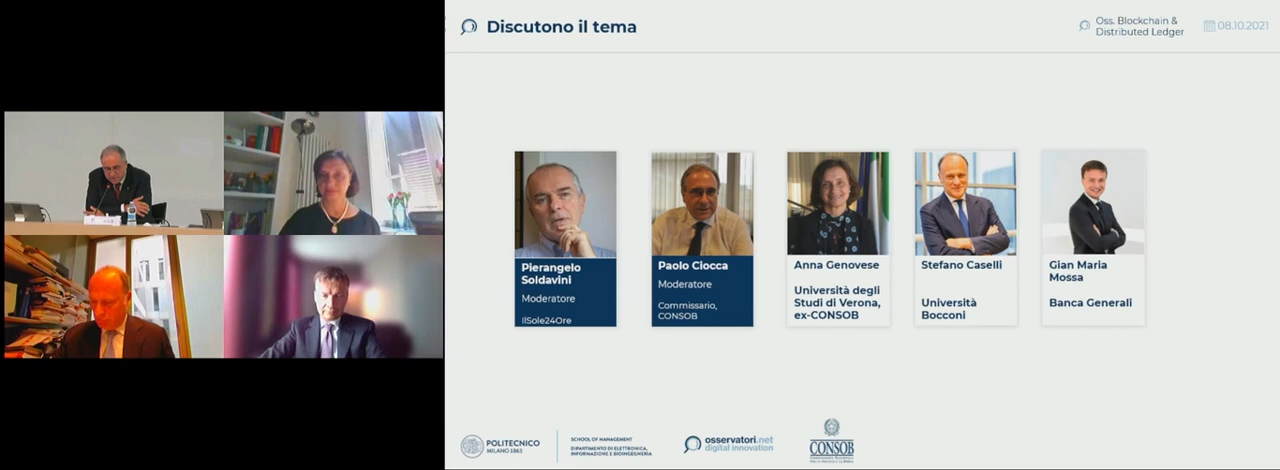 Discutono il tema
Oss. Blockchain &
Distributed Ledger
08.10.2021
Pierangelo
Soldavini
Moderatore
IlSole24Ore
Paolo Ciocca
Moderatore
Commissario,
CONSOB
Anna Genovese
Università degli
Studi di Verona,
ex-CONSOB
Stefano Caselli
Università
Bocconi
Gian Maria
Mossa
Banca Generali
POLITECNICO
MILANO 1863
SCHOOL OF MANAGEMENT
DIPARTIMENTO DI ELETTRONICA,
INFORMAZIONE E BIOINGEGNERIA
osservatori.net
digital innovation
CONSOB